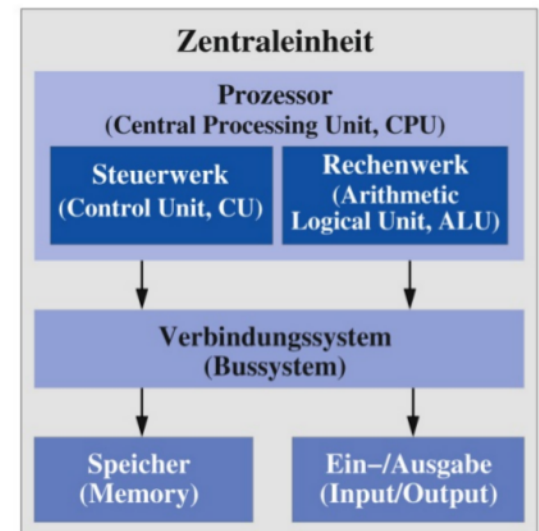 Zentraleinheit
Prozessor
(Central Processing Unit, CPU)
Steuerwerk
(Control Unit, CU)
Rechenwerk
(Arithmetic
Logical Unit, ALU)
Verbindungssystem
(Bussystem)
Speicher
(Memory)
Ein–/Ausgabe
(Input/Output)